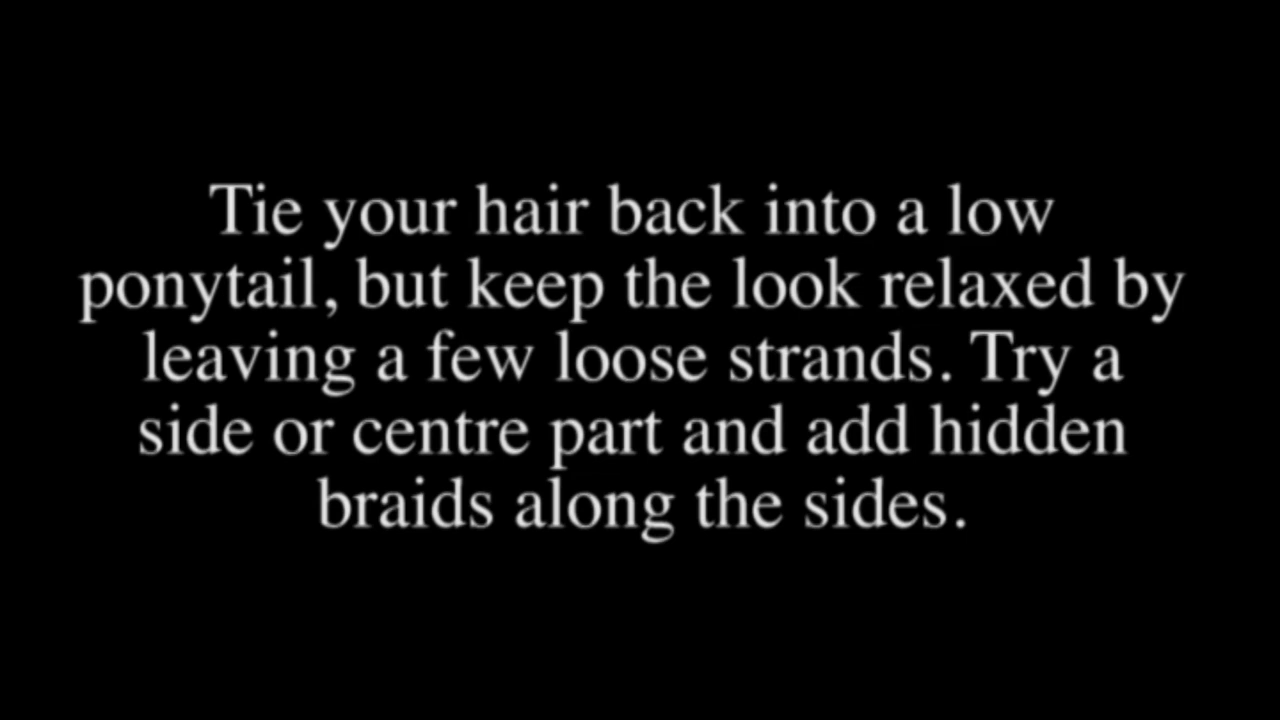 Tie your hair back into a low
ponytail, but keep the look relaxed by
leaving a few loose strands. Try a
side or centre part and add hidden
braids along the sides.